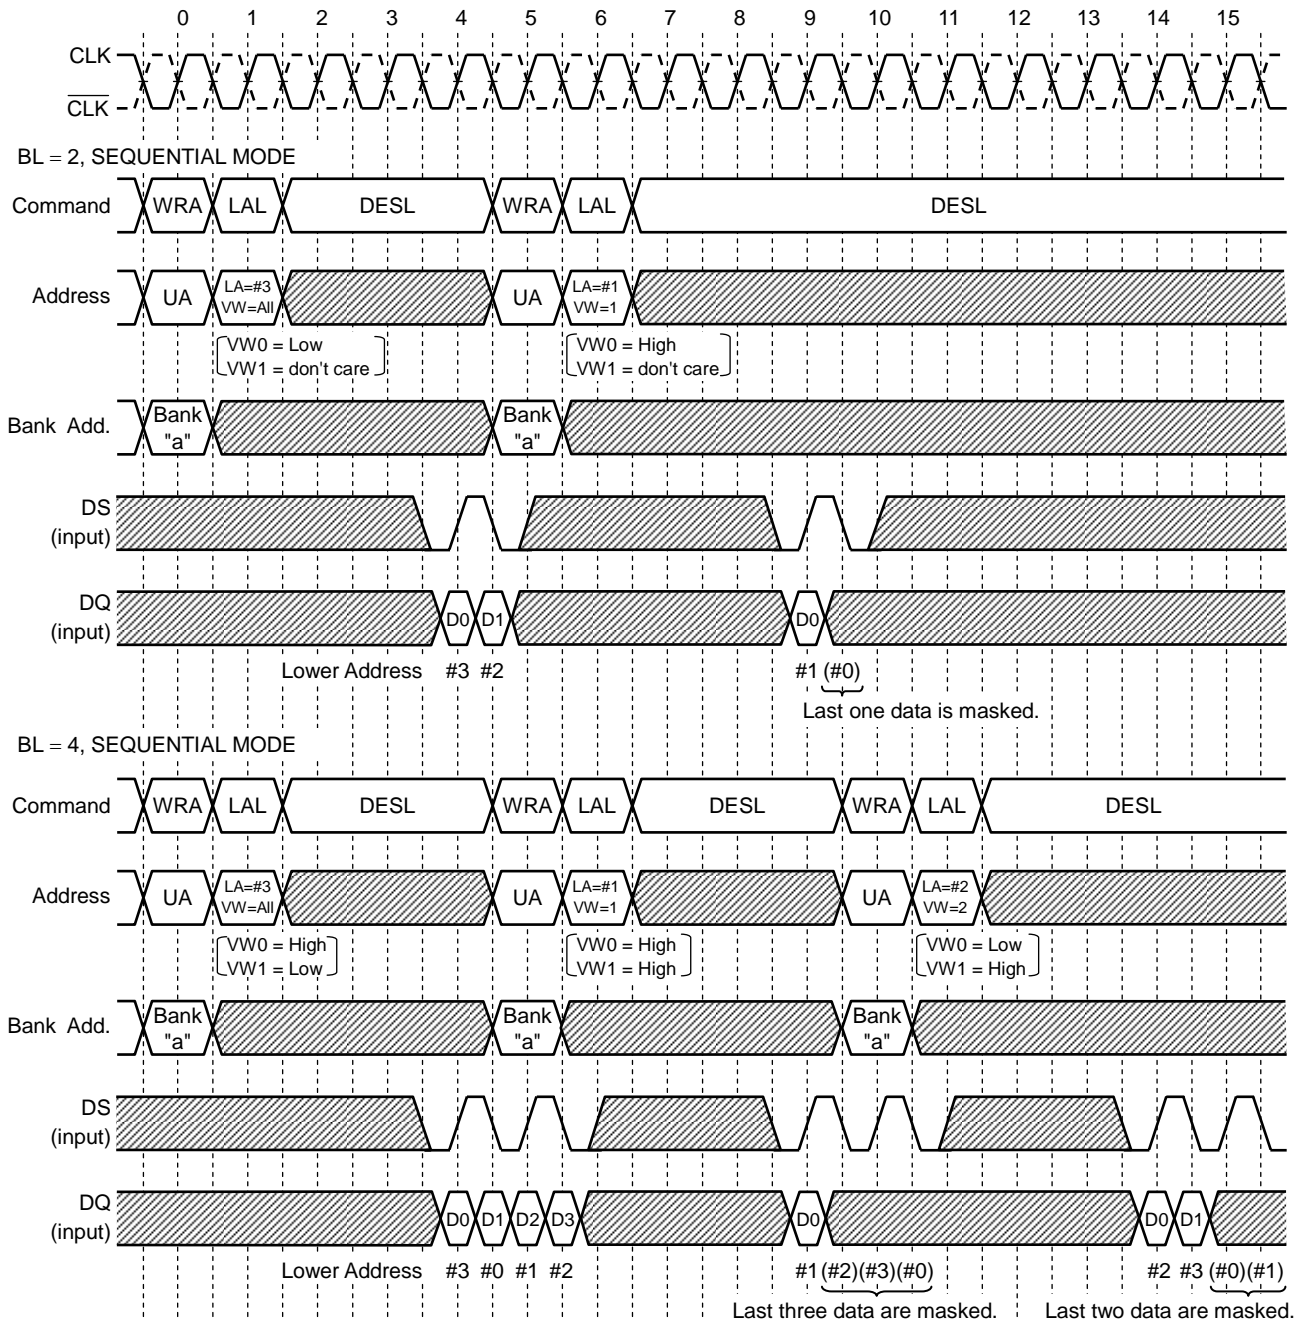 0 1 2 3 4 5 6 7 8 9 10 11 12 13 14 15
CLK
CLK
BL = 2, SEQUENTIAL MODE
Command WRA LAL DESL WRA LAL DESL
Address UA LA=#3 VW=All UA LA=#1 VW=1
VW0 = Low VW0 = High
VW1 = don't care VW1 = don't care
Bank Add. Bank "a" Bank "a"
DS
(input)
DQ
(input) D0 D1 D0
Lower Address #3 #2 #1 (#0)
Last one data is masked.
BL = 4, SEQUENTIAL MODE
Command WRA LAL DESL WRA LAL DESL WRA LAL DESL
Address UA LA=#3 VW=All UA LA=#1 VW=1 UA LA=#2 VW=2
VW0 = High VW0 = High VW0 = Low
VW1 = Low VW1 = High VW1 = High
Bank Add. Bank "a" Bank "a" Bank "a"
DS
(input)
DQ
(input) D0 D1 D2 D3 D0 D0 D1
Lower Address #3 #0 #1 #2 #1 (#2)(#3)(#0) #2 #3 (#0)(#1)
Last three data are masked. Last two data are masked.